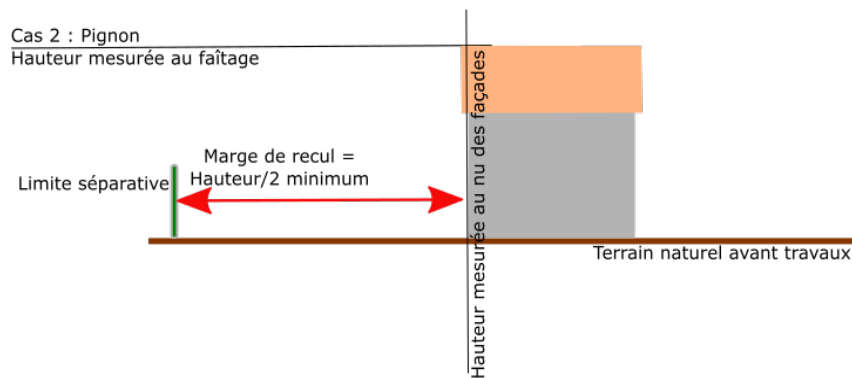 Cas 2 : Pignon
Hauteur mesurée au faîtage
Hauteur mesurée au nu des façades
Marge de recul =
Hauteur/2 minimum
Limite séparative
Terrain naturel avant travaux